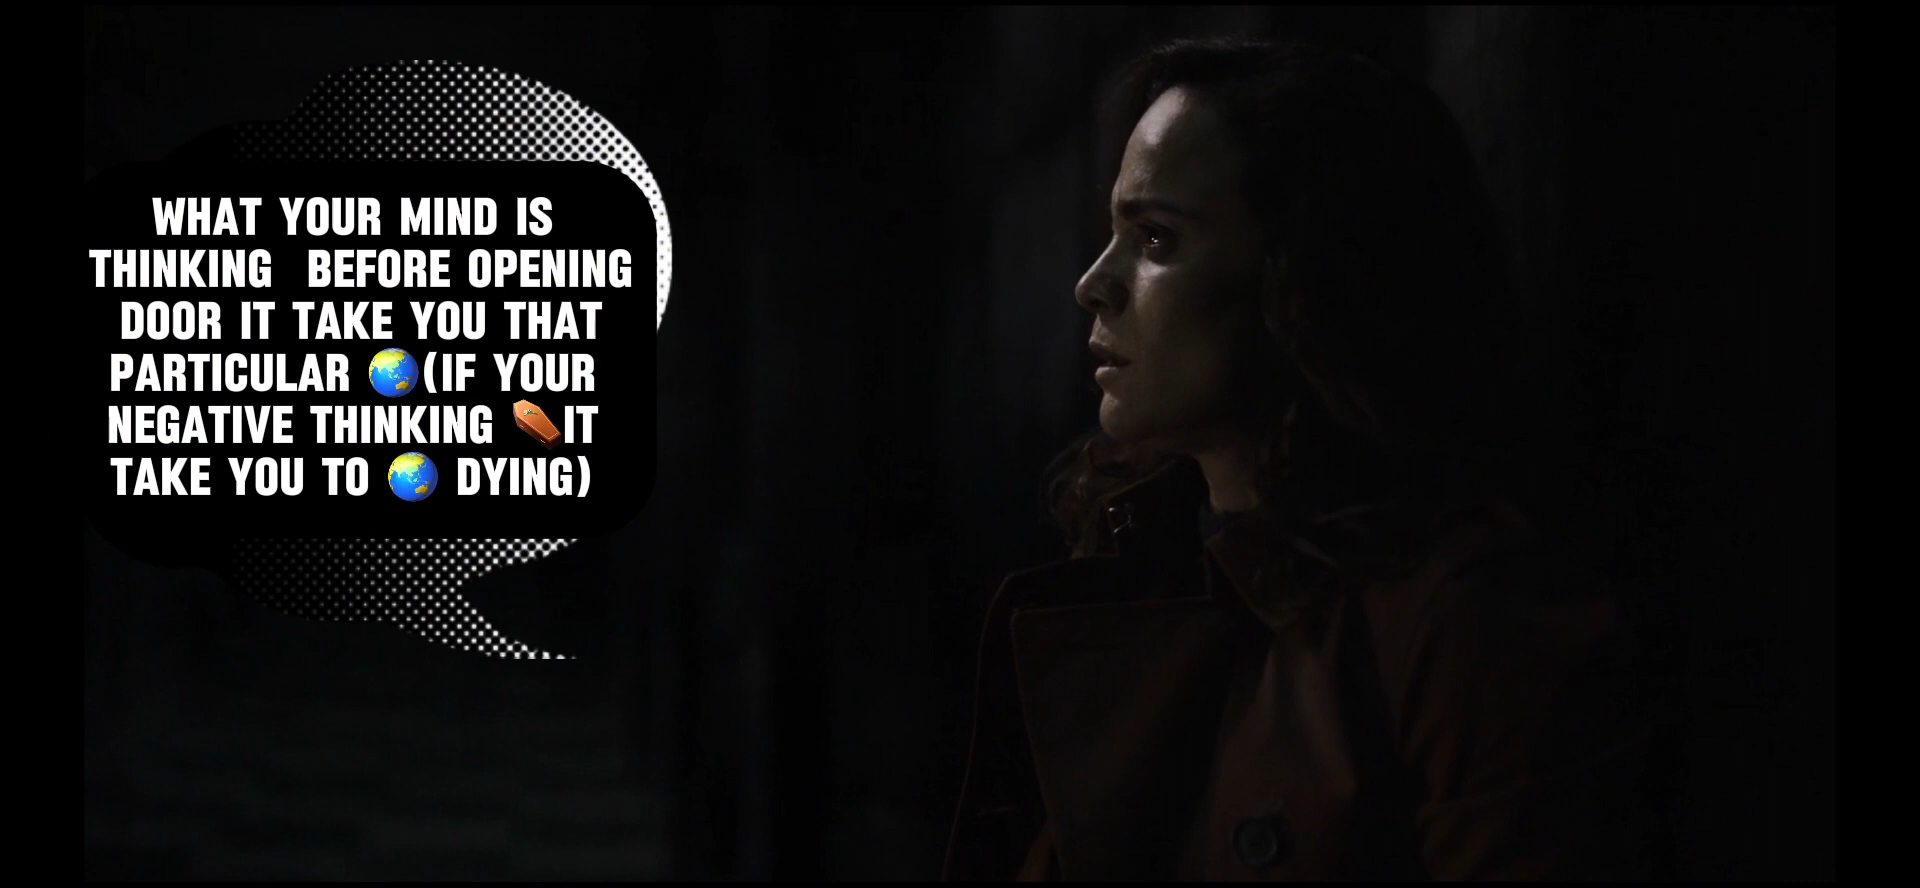 WHAT YOUR MIND IS
THINKING BEFORE OPENING
DOOR IT TAKE YOU THAT
PARTICULAR 🌏(IF YOUR
NEGATIVE THINKING ⚰️IT
TAKE YOU TO 🌏 DYING)